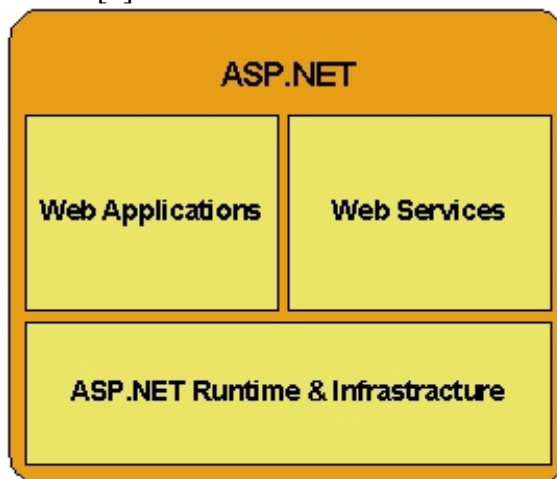 ASP.NET
Web Applications
Web Services
ASP.NET Runtime & Infrastracture